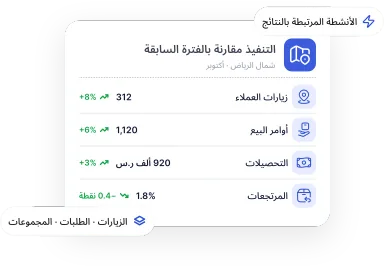 الأنشطة المرتبطة بالنتائج
التنفيذ مقارنة بالفترة السابقة
شمال الرياض · أكتوبر
زيارات العملاء 312 +8%
أوامر البيع 1,120 +6%
التحصيلات 920 ألف ر.س +3%
المرتجعات 1.8% −0.4 نقطة
الزيارات · الطلبات · المجموعات